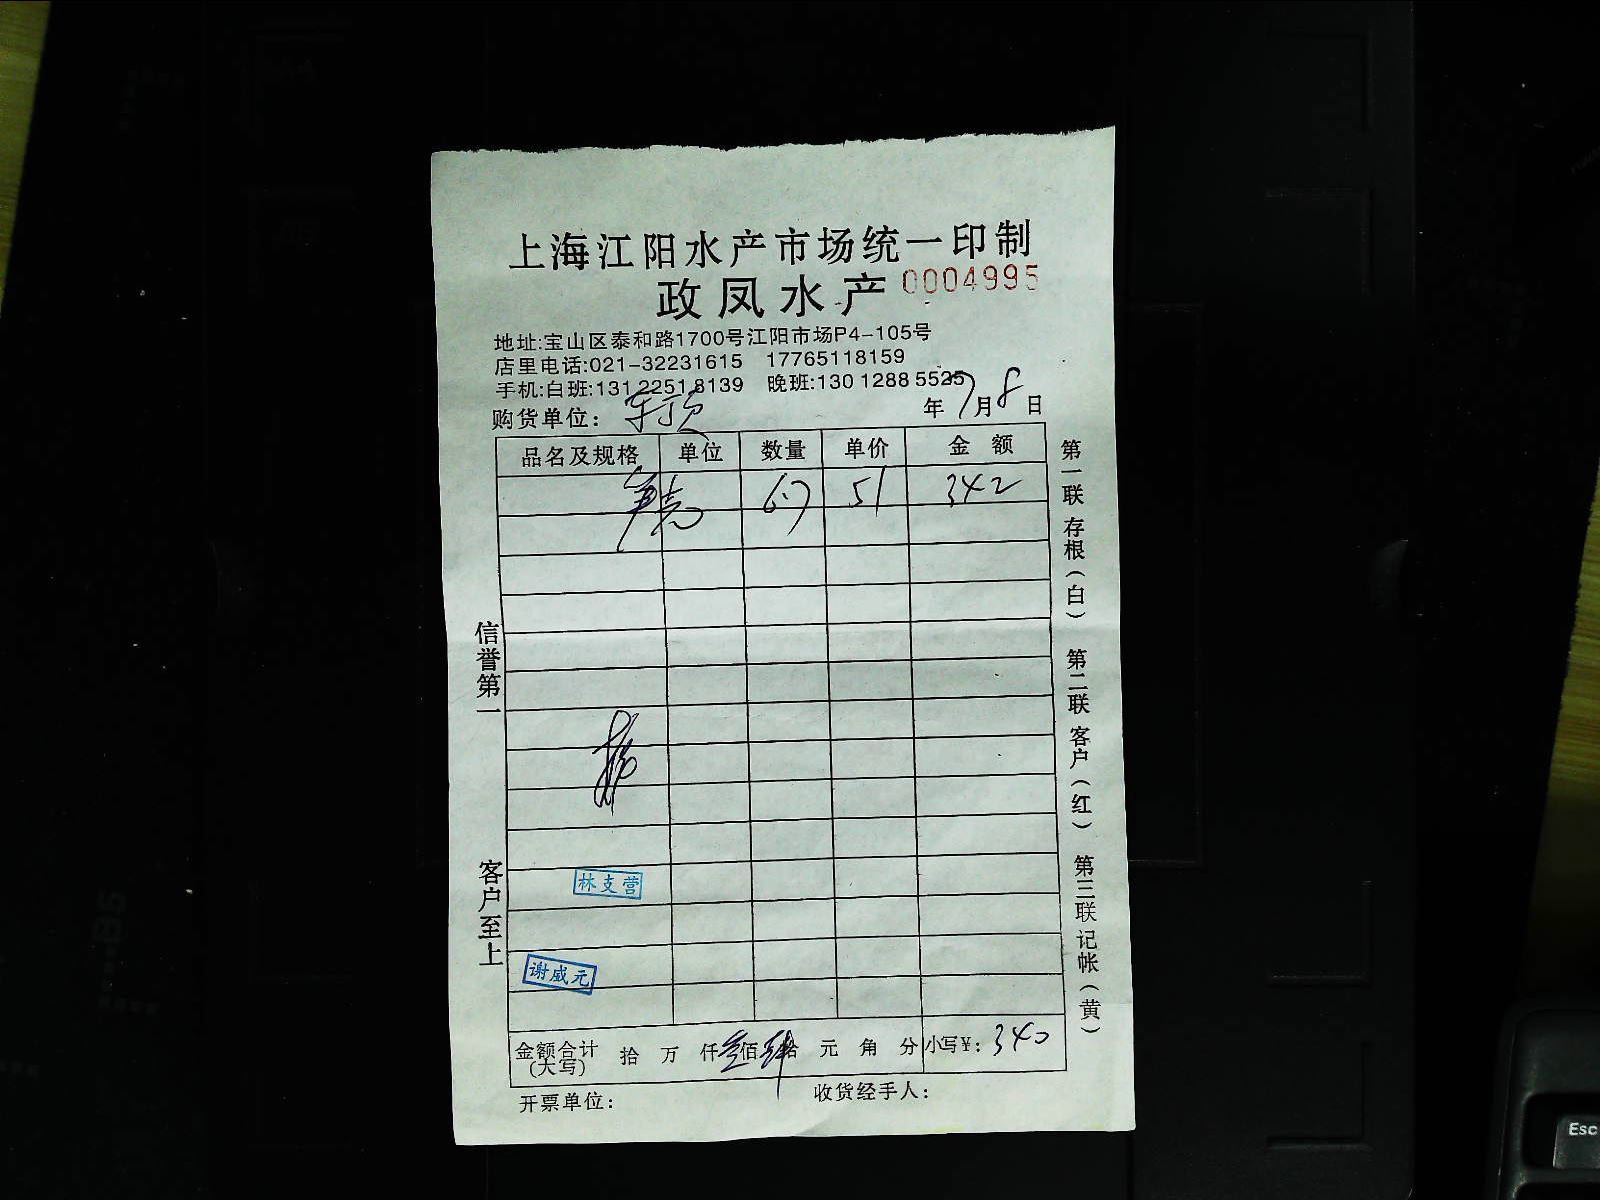 上海江阳水产市场统一印制
政凤水产 0004995
地址:宝山区泰和路1700号江阳市场P4-105号
店里电话:021-32231615 17765118159
手机:白班:131 2251 8139 晚班:130 1288 5525
购货单位: 年 7月8日
品名及规格 单位 数量 单价 金额
6.7 51 342
林支营
谢威元
金额合计(大写) 拾 万 仟叁佰肆拾 元 角 分 小写¥: 340
开票单位: 收货经手人:
信誉第一 客户至上
第一联存根(白) 第二联客户(红) 第三联记帐(黄)